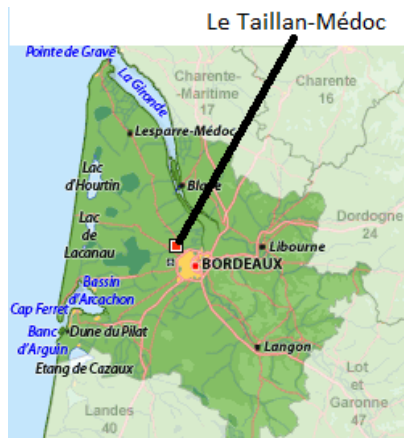 Le Taillan-Médoc
Pointe de Grave
La Gironde
Charente-
-Maritime
17
Charente
16
Lesparre-Médoc
Lac
d'Hourtin
Blaye
Dordogne
24
Lac
de
Lacanau
Libourne
BORDEAUX
Bassin
d'Arcachon
Cap Ferret
Banc
d'Arguin
Dune du Pilat
Langon
Etang de Cazaux
Lot
et
Garonne
47
Landes
40